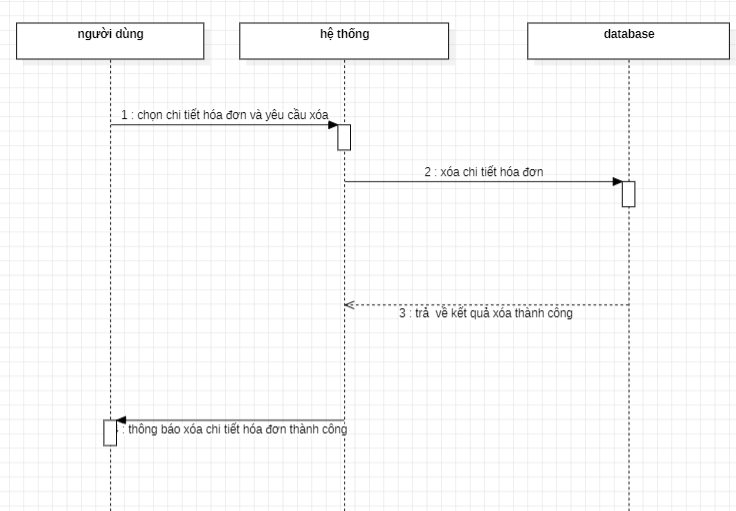 người dùng
hệ thống
database
1 : chọn chi tiết hóa đơn và yêu cầu xóa
2 : xóa chi tiết hóa đơn
3 : trả  về kết quả xóa thành công
: thông báo xóa chi tiết hóa đơn thành công